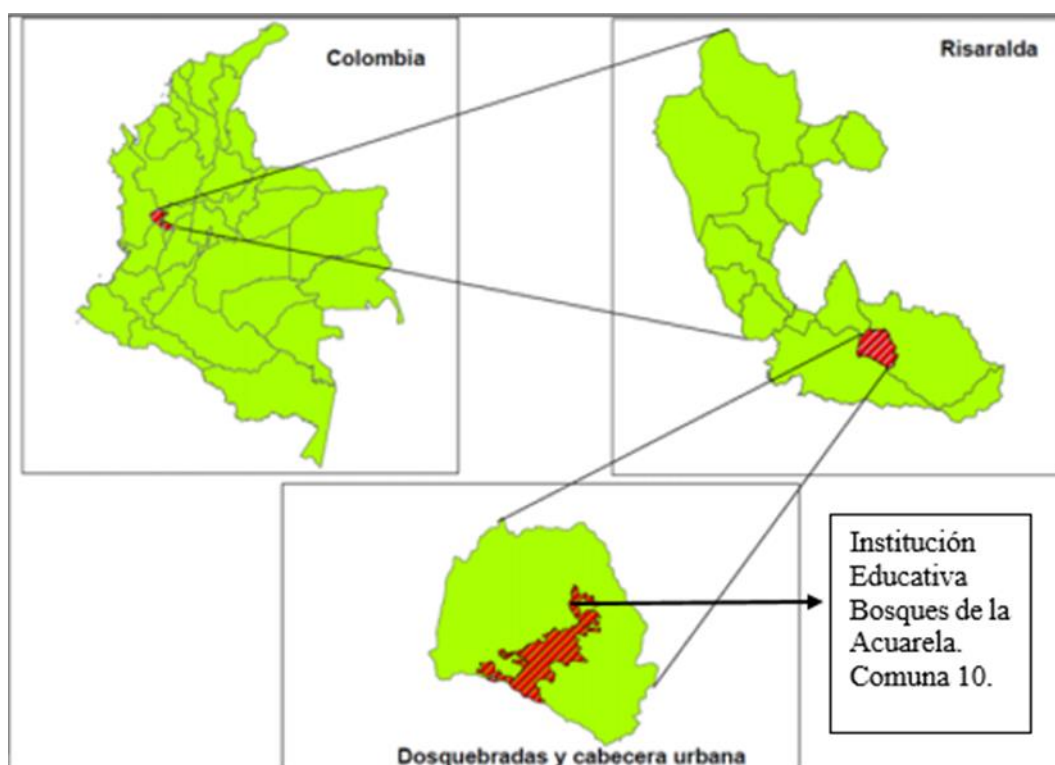 Colombia
Risaralda
Institución
Educativa
Bosques de la
Acuarela.
Comuna 10.
Dosquebradas y cabecera urbana